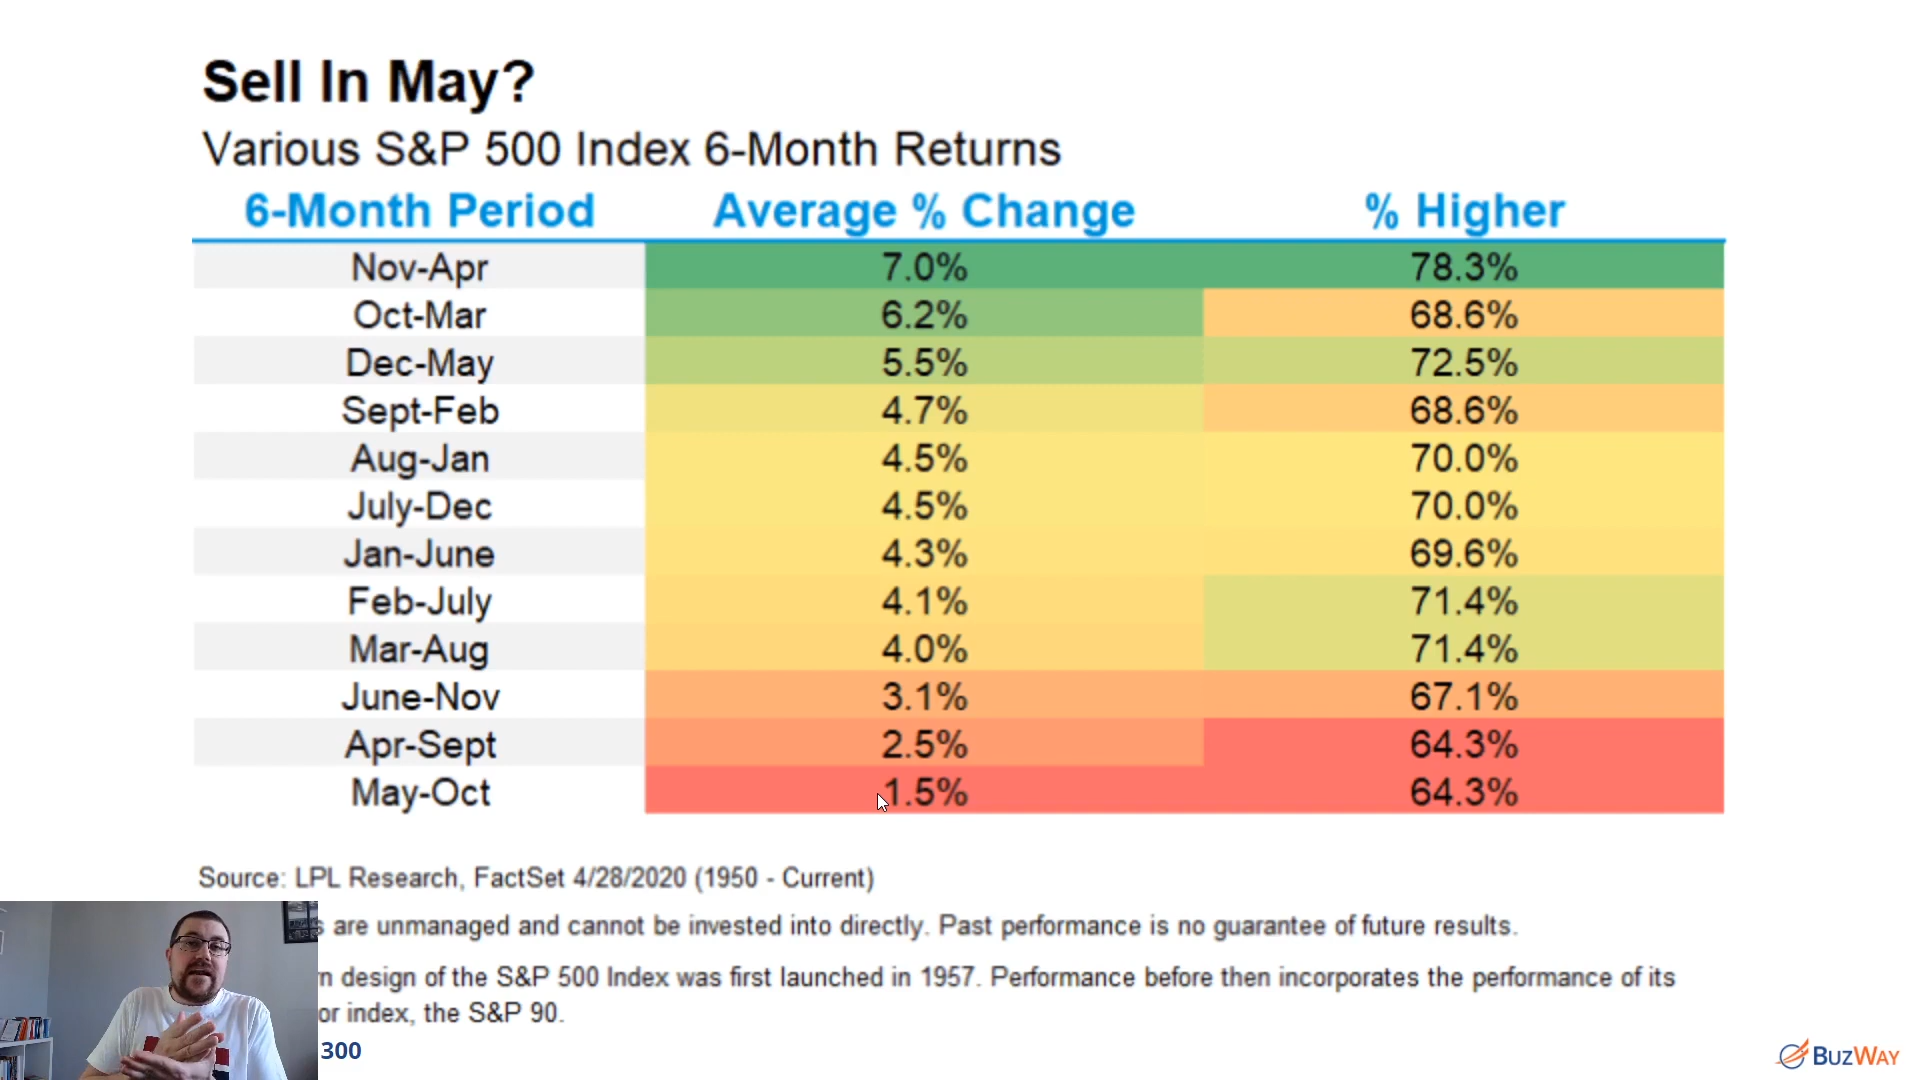 Sell In May?
Various S&P 500 Index 6-Month Returns
6-Month Period Average % Change % Higher
Nov-Apr 7.0% 78.3%
Oct-Mar 6.2% 68.6%
Dec-May 5.5% 72.5%
Sept-Feb 4.7% 68.6%
Aug-Jan 4.5% 70.0%
July-Dec 4.5% 70.0%
Jan-June 4.3% 69.6%
Feb-July 4.1% 71.4%
Mar-Aug 4.0% 71.4%
June-Nov 3.1% 67.1%
Apr-Sept 2.5% 64.3%
May-Oct 1.5% 64.3%
Source: LPL Research, FactSet 4/28/2020 (1950 - Current)
are unmanaged and cannot be invested into directly. Past performance is no guarantee of future results.
design of the S&P 500 Index was first launched in 1957. Performance before then incorporates the performance of its
index, the S&P 90.
300
BUZWAY